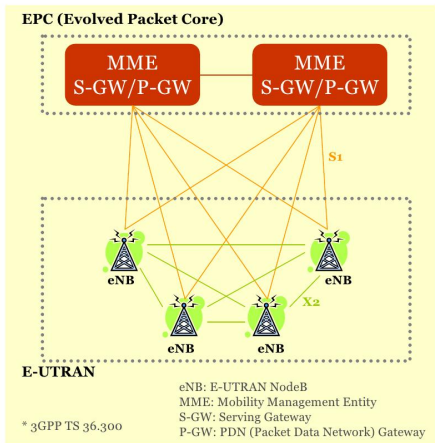 EPC (Evolved Packet Core)
MME
S-GW/P-GW
MME
S-GW/P-GW
S1
eNB
eNB
X2
eNB
eNB
E-UTRAN
eNB: E-UTRAN NodeB
MME: Mobility Management Entity
S-GW: Serving Gateway
P-GW: PDN (Packet Data Network) Gateway
* 3GPP TS 36.300